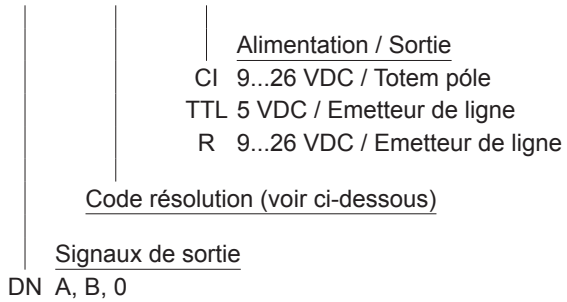 Alimentation / Sortie
CI 9...26 VDC / Totem póle
TTL 5 VDC / Emetteur de ligne
R 9...26 VDC / Emetteur de ligne
Code résolution (voir ci-dessous)
Signaux de sortie
DN A, B, 0